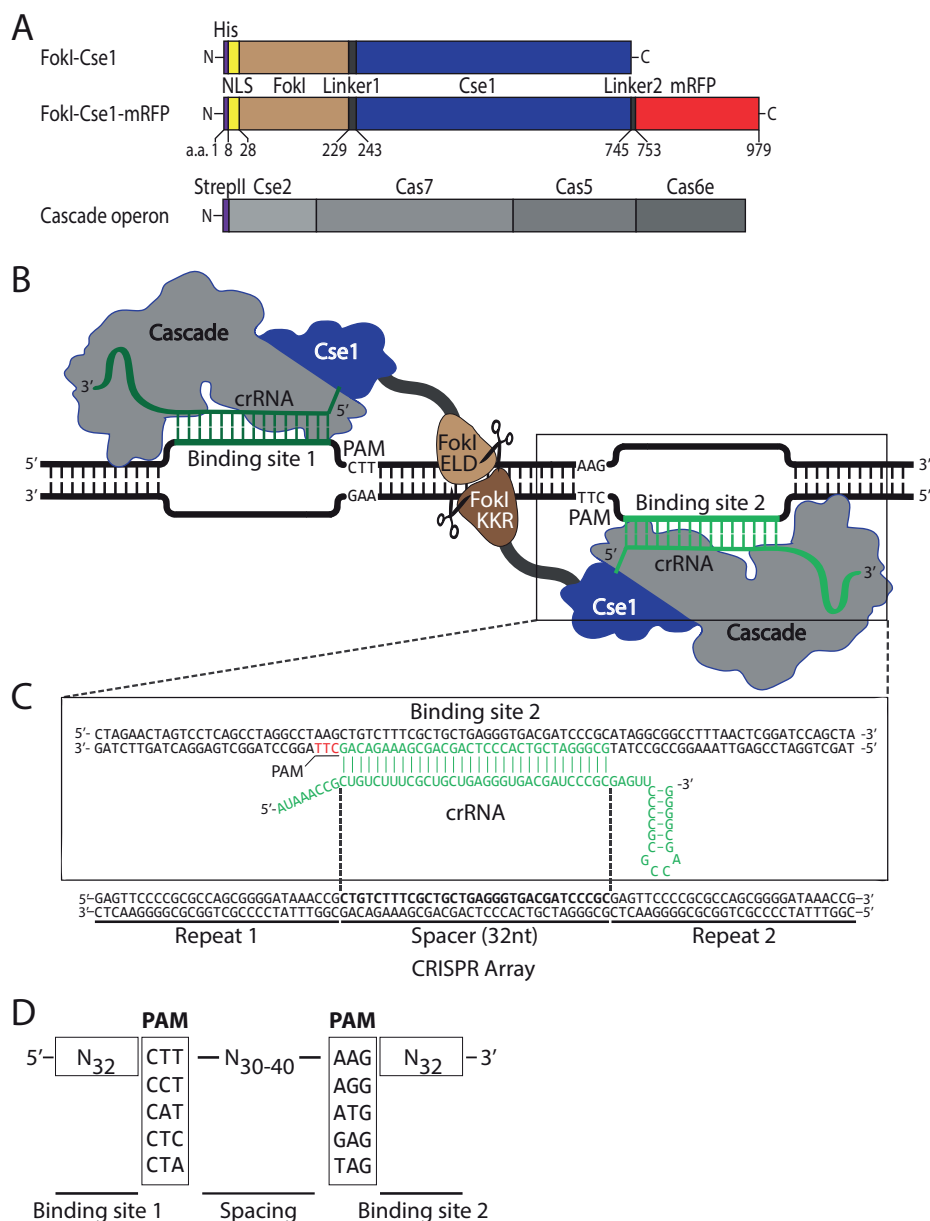 A
His
FokI-Cse1
N
C
NLS FokI Linker1 Cse1 Linker2 mRFP
FokI-Cse1-mRFP
N
C
a.a. 1 8 28 229 243 745 753 979
StrepII Cse2 Cas7 Cas5 Cas6e
Cascade operon
N
B
Cascade
Cse1
3′
crRNA
5′
PAM
FokI
ELD
5′
Binding site 1
CTT
AAG
3′
3′
GAA
FokI
KKR
TTC
5′
PAM
Binding site 2
crRNA
3′
Cse1
Cascade
C
Binding site 2
5′- CTAGAACTAGTCCTCAGCCTAGGCCTAAGCTGTCTTTCGCTGCTGAGGGTGACGATCCCGCATAGGCGGCCTTTAACTCGGATCCAGCTA -3′
3′- GATCTTGATCAGGAGTCGGATCCGGATTCGACAGAAAGCGACGACTCCCACTGCTAGGGCGTATCCGCCGGAAATTGAGCCTAGGTCGAT -5′
PAM
5′-AUAAACCGCUGUCUUUCGCUGCUGAGGGUGACGAUCCCGCGAGUU -3′
crRNA
C-G
C-G
C-G
C-G
G-C
C-G
G A
C C
5′-GAGTTCCCCGCGCCAGCGGGGATAAACCGCTGTCTTTCGCTGCTGAGGGTGACGATCCCGCGAGTTCCCCGCGCCAGCGGGGATAAACCG-3′
3′-CTCAAGGGGCGCGGTCGCCCCTATTTGGCGACAGAAAGCGACGACTCCCACTGCTAGGGCGCTCAAGGGGCGCGGTCGCCCCTATTTGGC-5′
Repeat 1 Spacer (32nt) Repeat 2
CRISPR Array
D
PAM PAM
5′ N32 CTT N30-40 AAG N32 3′
CCT AGG
CAT ATG
CTC GAG
CTA TAG
Binding site 1 Spacing Binding site 2